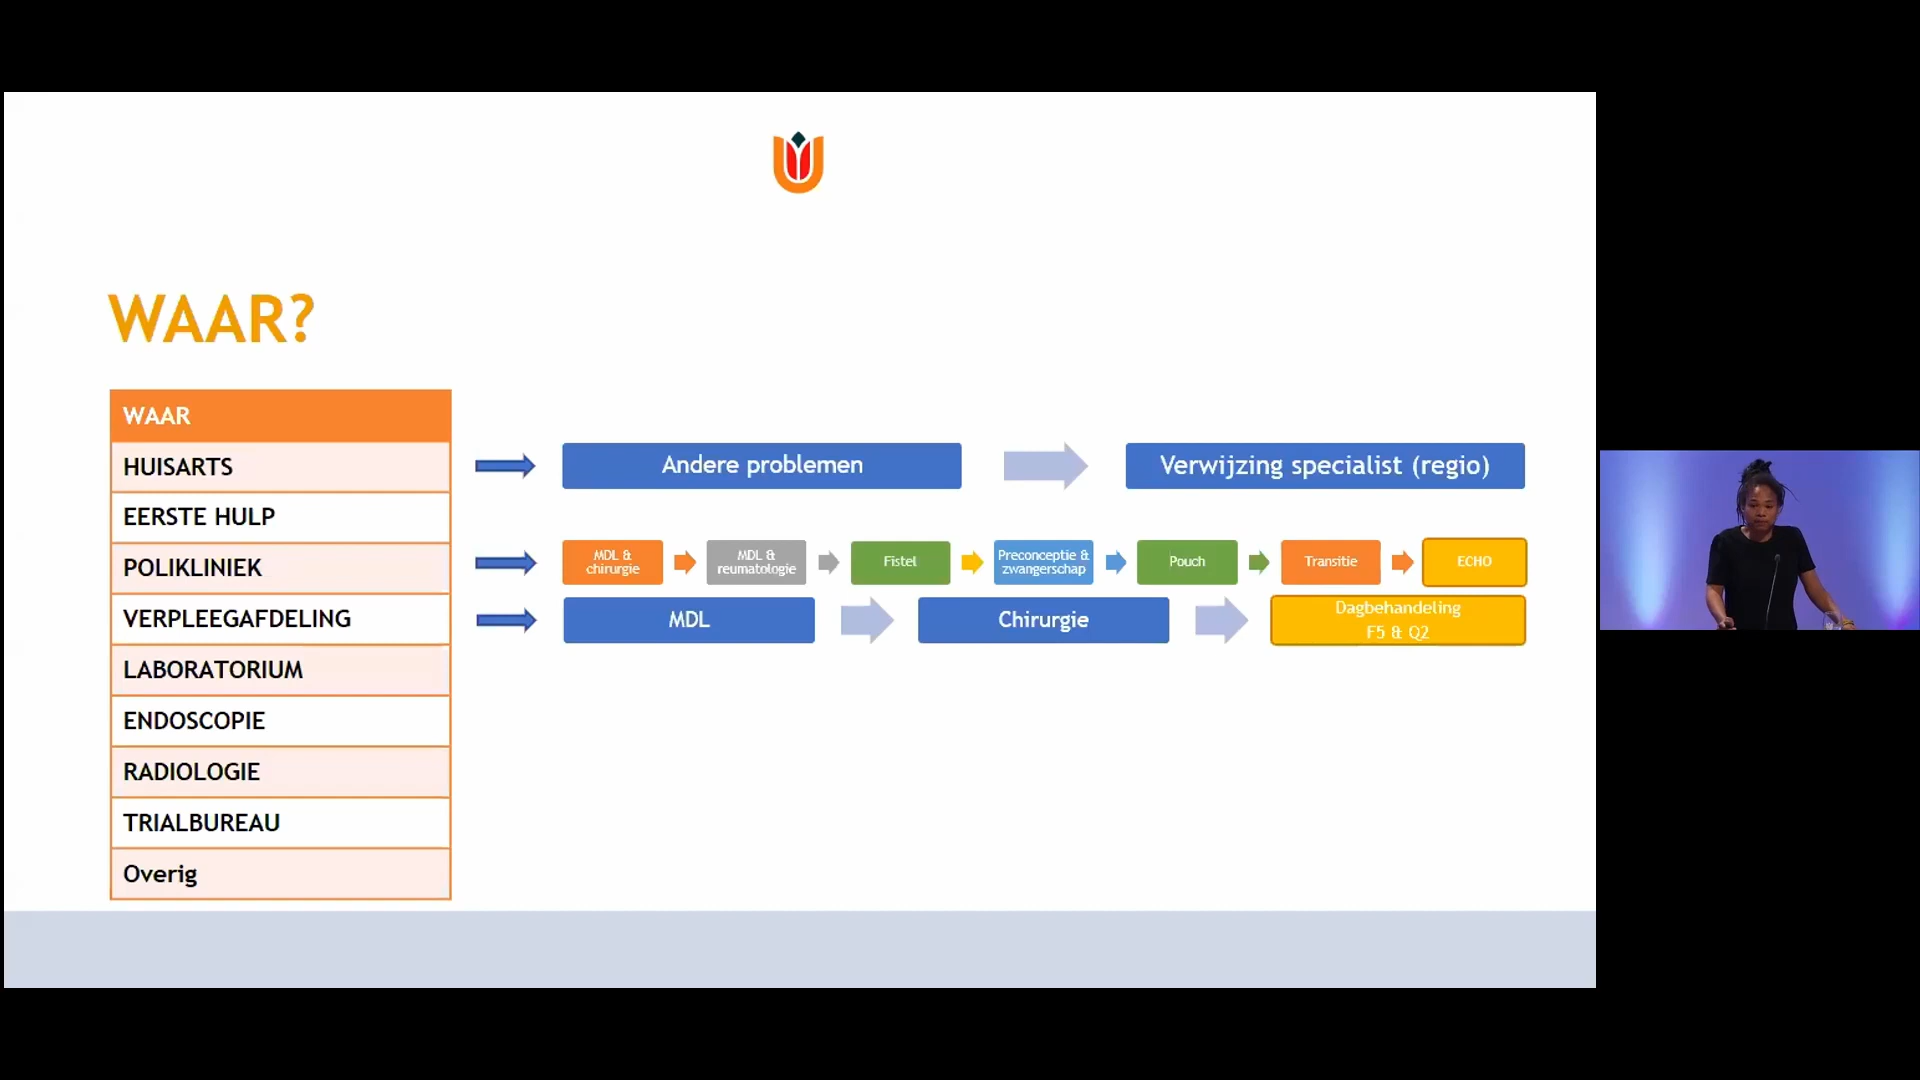 WAAR?
WAAR
HUISARTS
EERSTE HULP
POLIKLINIEK
VERPLEEGAFDELING
LABORATORIUM
ENDOSCOPIE
RADIOLOGIE
TRIALBUREAU
Overig
Andere problemen
Verwijzing specialist (regio)
MDL &
chirurgie
MDL &
reumatologie
Fistel
Preconceptie &
zwangerschap
Pouch
Transitie
ECHO
MDL
Chirurgie
Dagbehandeling
F5 & Q2